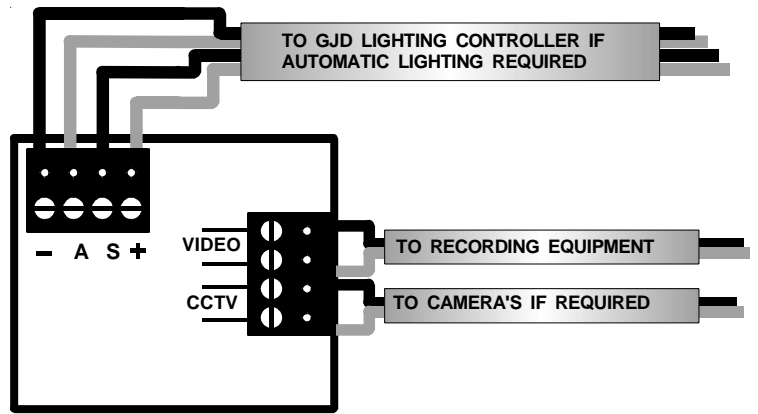 TO GJD LIGHTING CONTROLLER IF
AUTOMATIC LIGHTING REQUIRED
- A S +
VIDEO
TO RECORDING EQUIPMENT
CCTV
TO CAMERA'S IF REQUIRED